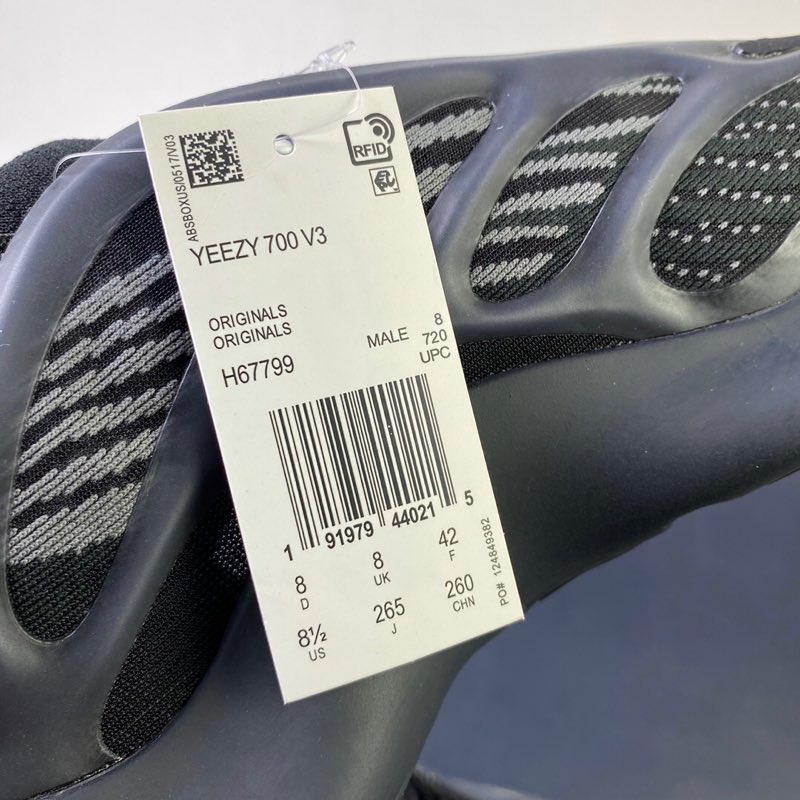 ABSBOXUS/0517/V03
RFID
YEEZY 700 V3
ORIGINALS
ORIGINALS
MALE
8
720
UPC
H67799
1 91979 44021 5
8 D
8 UK
42 F
8½ US
265 J
260 CHN
PO# 124849382